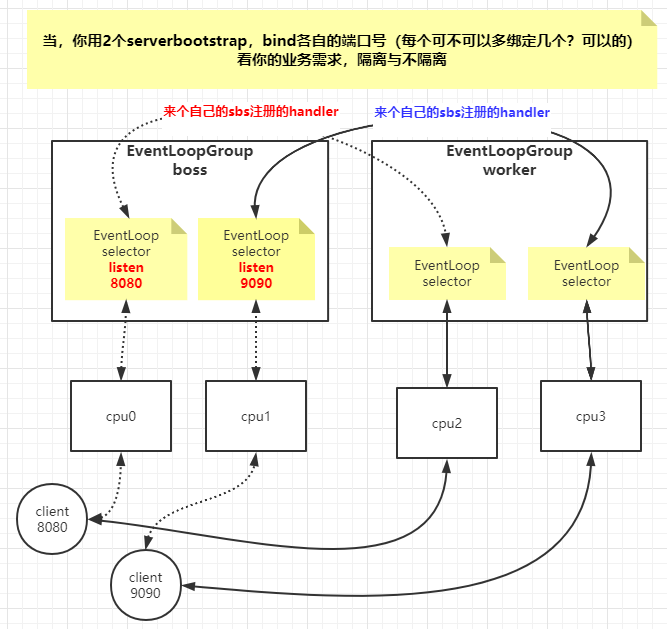 当，你用2个serverbootstrap，bind各自的端口号（每个可不可以多绑定几个？可以的）
看你的业务需求，隔离与不隔离
来个自己的sbs注册的handler
来个自己的sbs注册的handler
EventLoopGroup
boss
EventLoopGroup
worker
EventLoop
selector
listen
8080
EventLoop
selector
listen
9090
EventLoop
selector
EventLoop
selector
cpu0
cpu1
cpu2
cpu3
client
8080
client
9090